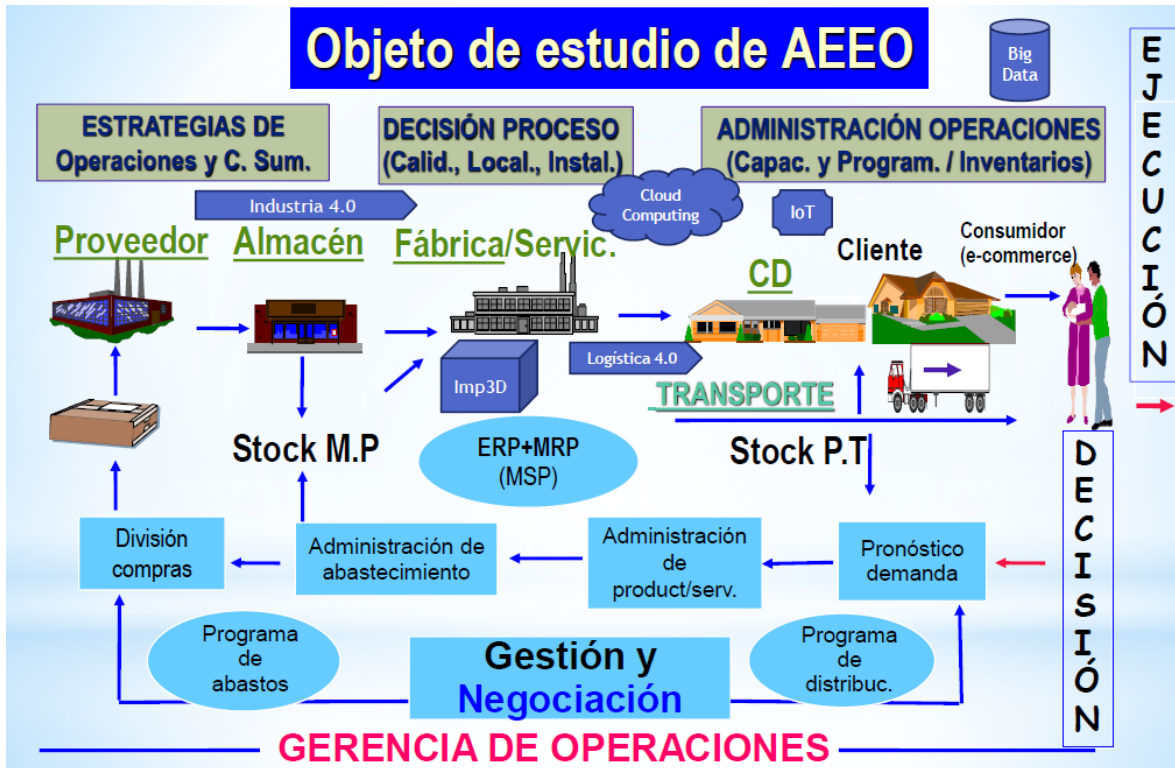 Objeto de estudio de AEEO
Big
Data
ESTRATEGIAS DE
Operaciones y C. Sum.
DECISIÓN PROCESO
(Calid., Local., Instal.)
ADMINISTRACIÓN OPERACIONES
(Capac. y Program. / Inventarios)
EJECUCIÓN
Industria 4.0
Cloud
Computing
IoT
Proveedor
Almacén
Fábrica/Servic.
CD
Cliente
Consumidor
(e-commerce)
Imp3D
Logística 4.0
TRANSPORTE
Stock M.P
ERP+MRP
(MSP)
Stock P.T
DECISIÓN
División
compras
Administración de
abastecimiento
Administración
de
product/serv.
Pronóstico
demanda
Programa
de
abastos
Gestión y
Negociación
Programa
de
distribuc.
GERENCIA DE OPERACIONES